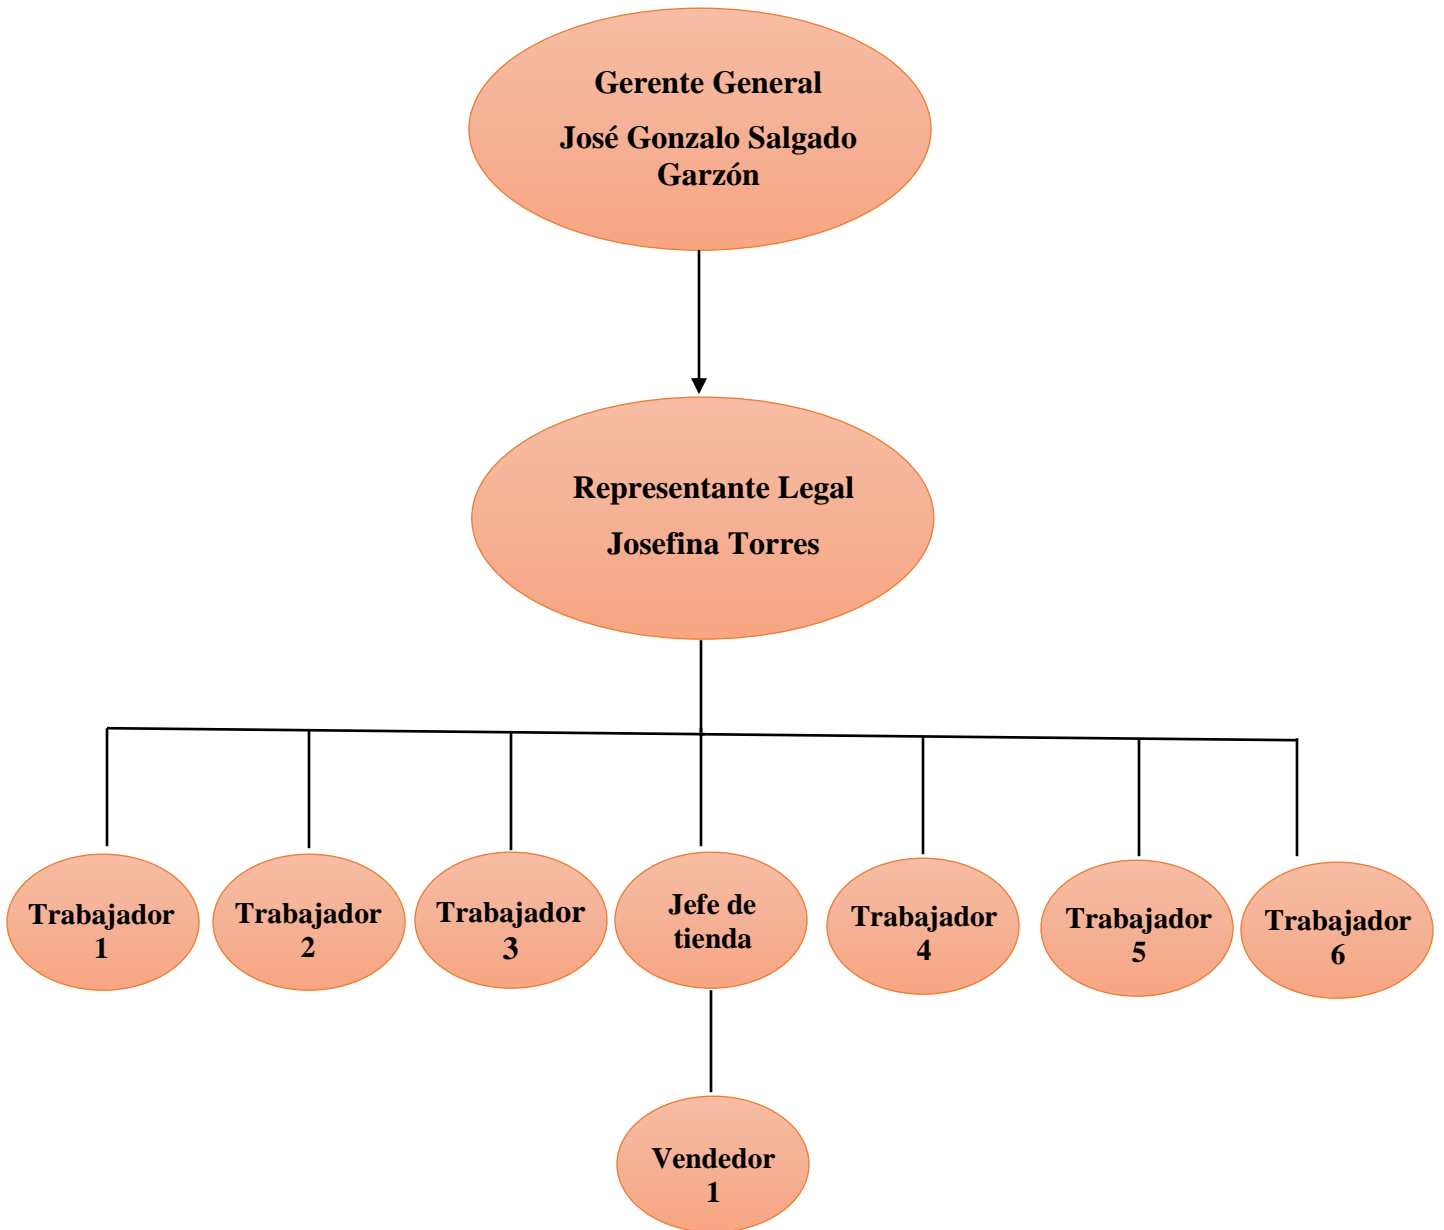 Gerente General
José Gonzalo Salgado
Garzón
Representante Legal
Josefina Torres
Trabajador
1
Trabajador
2
Trabajador
3
Jefe de
tienda
Trabajador
4
Trabajador
5
Trabajador
6
Vendedor
1